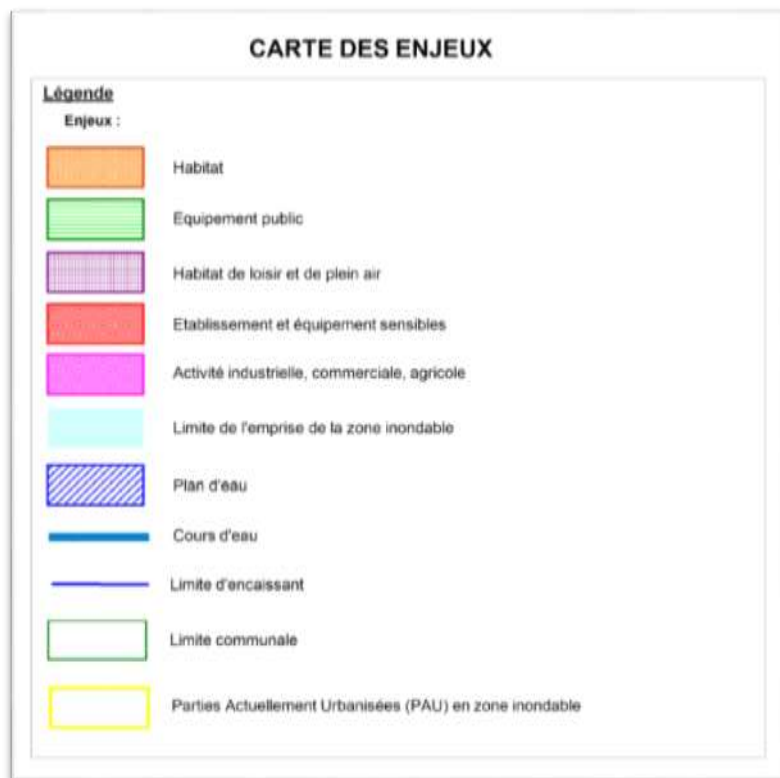 CARTE DES ENJEUX
Légende
Enjeux :
Habitat
Equipement public
Habitat de loisir et de plein air
Etablissement et équipement sensibles
Activité industrielle, commerciale, agricole
Limite de l'emprise de la zone inondable
Plan d'eau
Cours d'eau
Limite d'encaissant
Limite communale
Parties Actuellement Urbanisées (PAU) en zone inondable